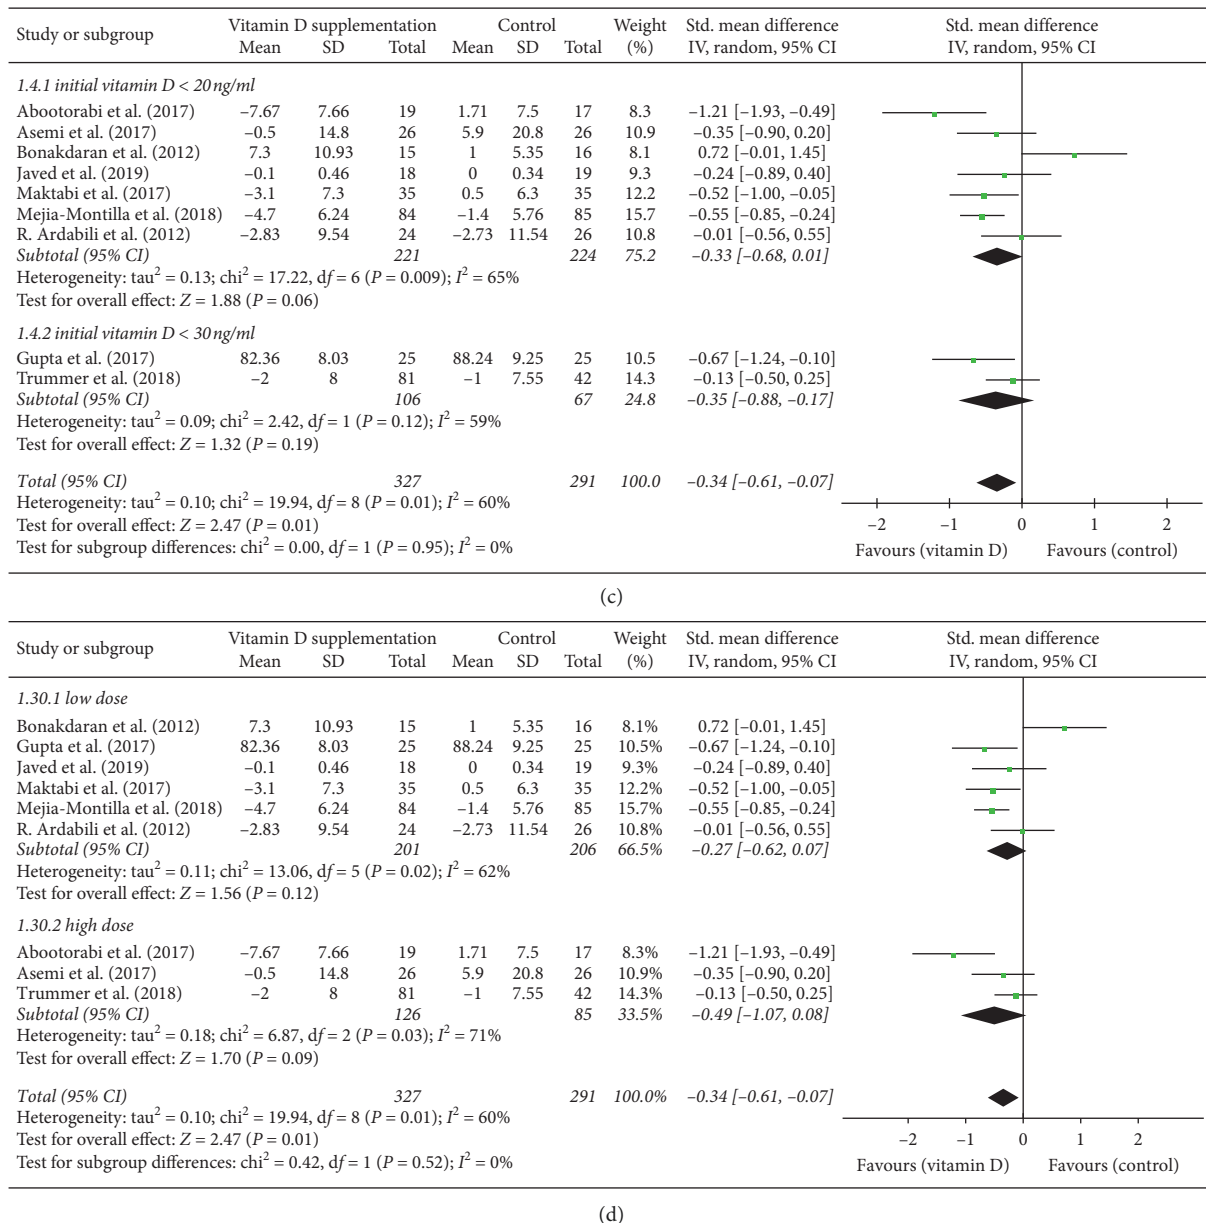 Study or subgroup Vitamin D supplementation Control Weight Std. mean difference Std. mean difference
Mean SD Total Mean SD Total (%) IV, random, 95% CI IV, random, 95% CI
1.4.1 initial vitamin D < 20 ng/ml
Abootorabi et al. (2017) –7.67 7.66 19 1.71 7.5 17 8.3 –1.21 [–1.93, –0.49]
Asemi et al. (2017) –0.5 14.8 26 5.9 20.8 26 10.9 –0.35 [–0.90, 0.20]
Bonakdaran et al. (2012) 7.3 10.93 15 1 5.35 16 8.1 0.72 [–0.01, 1.45]
Javed et al. (2019) –0.1 0.46 18 0 0.34 19 9.3 –0.24 [–0.89, 0.40]
Maktabi et al. (2017) –3.1 7.3 35 0.5 6.3 35 12.2 –0.52 [–1.00, –0.05]
Mejia-Montilla et al. (2018) –4.7 6.24 84 –1.4 5.76 85 15.7 –0.55 [–0.85, –0.24]
R. Ardabili et al. (2012) –2.83 9.54 24 –2.73 11.54 26 10.8 –0.01 [–0.56, 0.55]
Subtotal (95% CI) 221 224 75.2 –0.33 [–0.68, 0.01]
Heterogeneity: tau² = 0.13; chi² = 17.22, df = 6 (P = 0.009); I² = 65%
Test for overall effect: Z = 1.88 (P = 0.06)
1.4.2 initial vitamin D < 30 ng/ml
Gupta et al. (2017) 82.36 8.03 25 88.24 9.25 25 10.5 –0.67 [–1.24, –0.10]
Trummer et al. (2018) –2 8 81 –1 7.55 42 14.3 –0.13 [–0.50, 0.25]
Subtotal (95% CI) 106 67 24.8 –0.35 [–0.88, –0.17]
Heterogeneity: tau² = 0.09; chi² = 2.42, df = 1 (P = 0.12); I² = 59%
Test for overall effect: Z = 1.32 (P = 0.19)
Total (95% CI) 327 291 100.0 –0.34 [–0.61, –0.07]
Heterogeneity: tau² = 0.10; chi² = 19.94, df = 8 (P = 0.01); I² = 60%
Test for overall effect: Z = 2.47 (P = 0.01)
–2 –1 0 1 2
Test for subgroup differences: chi² = 0.00, df = 1 (P = 0.95); I² = 0%
Favours (vitamin D) Favours (control)
(c)
Study or subgroup Vitamin D supplementation Control Weight Std. mean difference Std. mean difference
Mean SD Total Mean SD Total (%) IV, random, 95% CI IV, random, 95% CI
1.30.1 low dose
Bonakdaran et al. (2012) 7.3 10.93 15 1 5.35 16 8.1% 0.72 [–0.01, 1.45]
Gupta et al. (2017) 82.36 8.03 25 88.24 9.25 25 10.5% –0.67 [–1.24, –0.10]
Javed et al. (2019) –0.1 0.46 18 0 0.34 19 9.3% –0.24 [–0.89, 0.40]
Maktabi et al. (2017) –3.1 7.3 35 0.5 6.3 35 12.2% –0.52 [–1.00, –0.05]
Mejia-Montilla et al. (2018) –4.7 6.24 84 –1.4 5.76 85 15.7% –0.55 [–0.85, –0.24]
R. Ardabili et al. (2012) –2.83 9.54 24 –2.73 11.54 26 10.8% –0.01 [–0.56, 0.55]
Subtotal (95% CI) 201 206 66.5% –0.27 [–0.62, 0.07]
Heterogeneity: tau² = 0.11; chi² = 13.06, df = 5 (P = 0.02); I² = 62%
Test for overall effect: Z = 1.56 (P = 0.12)
1.30.2 high dose
Abootorabi et al. (2017) –7.67 7.66 19 1.71 7.5 17 8.3% –1.21 [–1.93, –0.49]
Asemi et al. (2017) –0.5 14.8 26 5.9 20.8 26 10.9% –0.35 [–0.90, 0.20]
Trummer et al. (2018) –2 8 81 –1 7.55 42 14.3% –0.13 [–0.50, 0.25]
Subtotal (95% CI) 126 85 33.5% –0.49 [–1.07, 0.08]
Heterogeneity: tau² = 0.18; chi² = 6.87, df = 2 (P = 0.03); I² = 71%
Test for overall effect: Z = 1.70 (P = 0.09)
Total (95% CI) 327 291 100.0% –0.34 [–0.61, –0.07]
Heterogeneity: tau² = 0.10; chi² = 19.94, df = 8 (P = 0.01); I² = 60%
Test for overall effect: Z = 2.47 (P = 0.01)
–2 –1 0 1 2
Test for subgroup differences: chi² = 0.42, df = 1 (P = 0.52); I² = 0%
Favours (vitamin D) Favours (control)
(d)